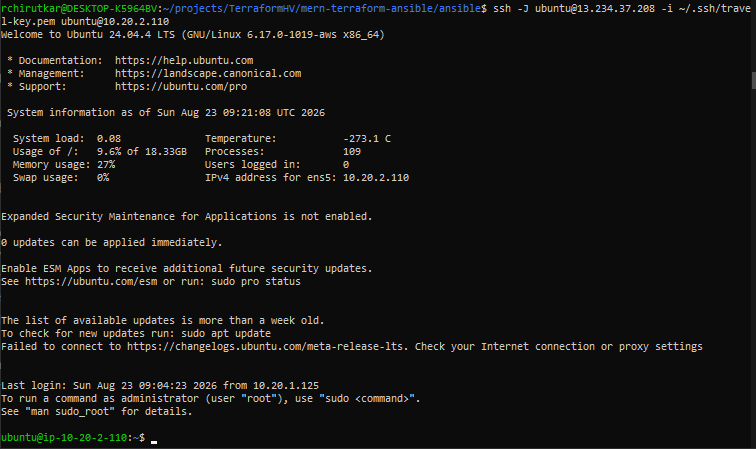 rchirutkar@DESKTOP-K5964BV:~/projects/TerraformHV/mern-terraform-ansible/ansible$ ssh -J ubuntu@13.234.37.208 -i ~/.ssh/trave
l-key.pem ubuntu@10.20.2.110
Welcome to Ubuntu 24.04.4 LTS (GNU/Linux 6.17.0-1019-aws x86_64)
* Documentation: https://help.ubuntu.com
* Management: https://landscape.canonical.com
* Support: https://ubuntu.com/pro
System information as of Sun Aug 23 09:21:08 UTC 2026
System load: 0.08 Temperature: -273.1 C
Usage of /: 9.6% of 18.33GB Processes: 109
Memory usage: 27% Users logged in: 0
Swap usage: 0% IPv4 address for ens5: 10.20.2.110
Expanded Security Maintenance for Applications is not enabled.
0 updates can be applied immediately.
Enable ESM Apps to receive additional future security updates.
See https://ubuntu.com/esm or run: sudo pro status
The list of available updates is more than a week old.
To check for new updates run: sudo apt update
Failed to connect to https://changelogs.ubuntu.com/meta-release-lts. Check your Internet connection or proxy settings
Last login: Sun Aug 23 09:04:23 2026 from 10.20.1.125
To run a command as administrator (user "root"), use "sudo <command>".
See "man sudo_root" for details.
ubuntu@ip-10-20-2-110:~$